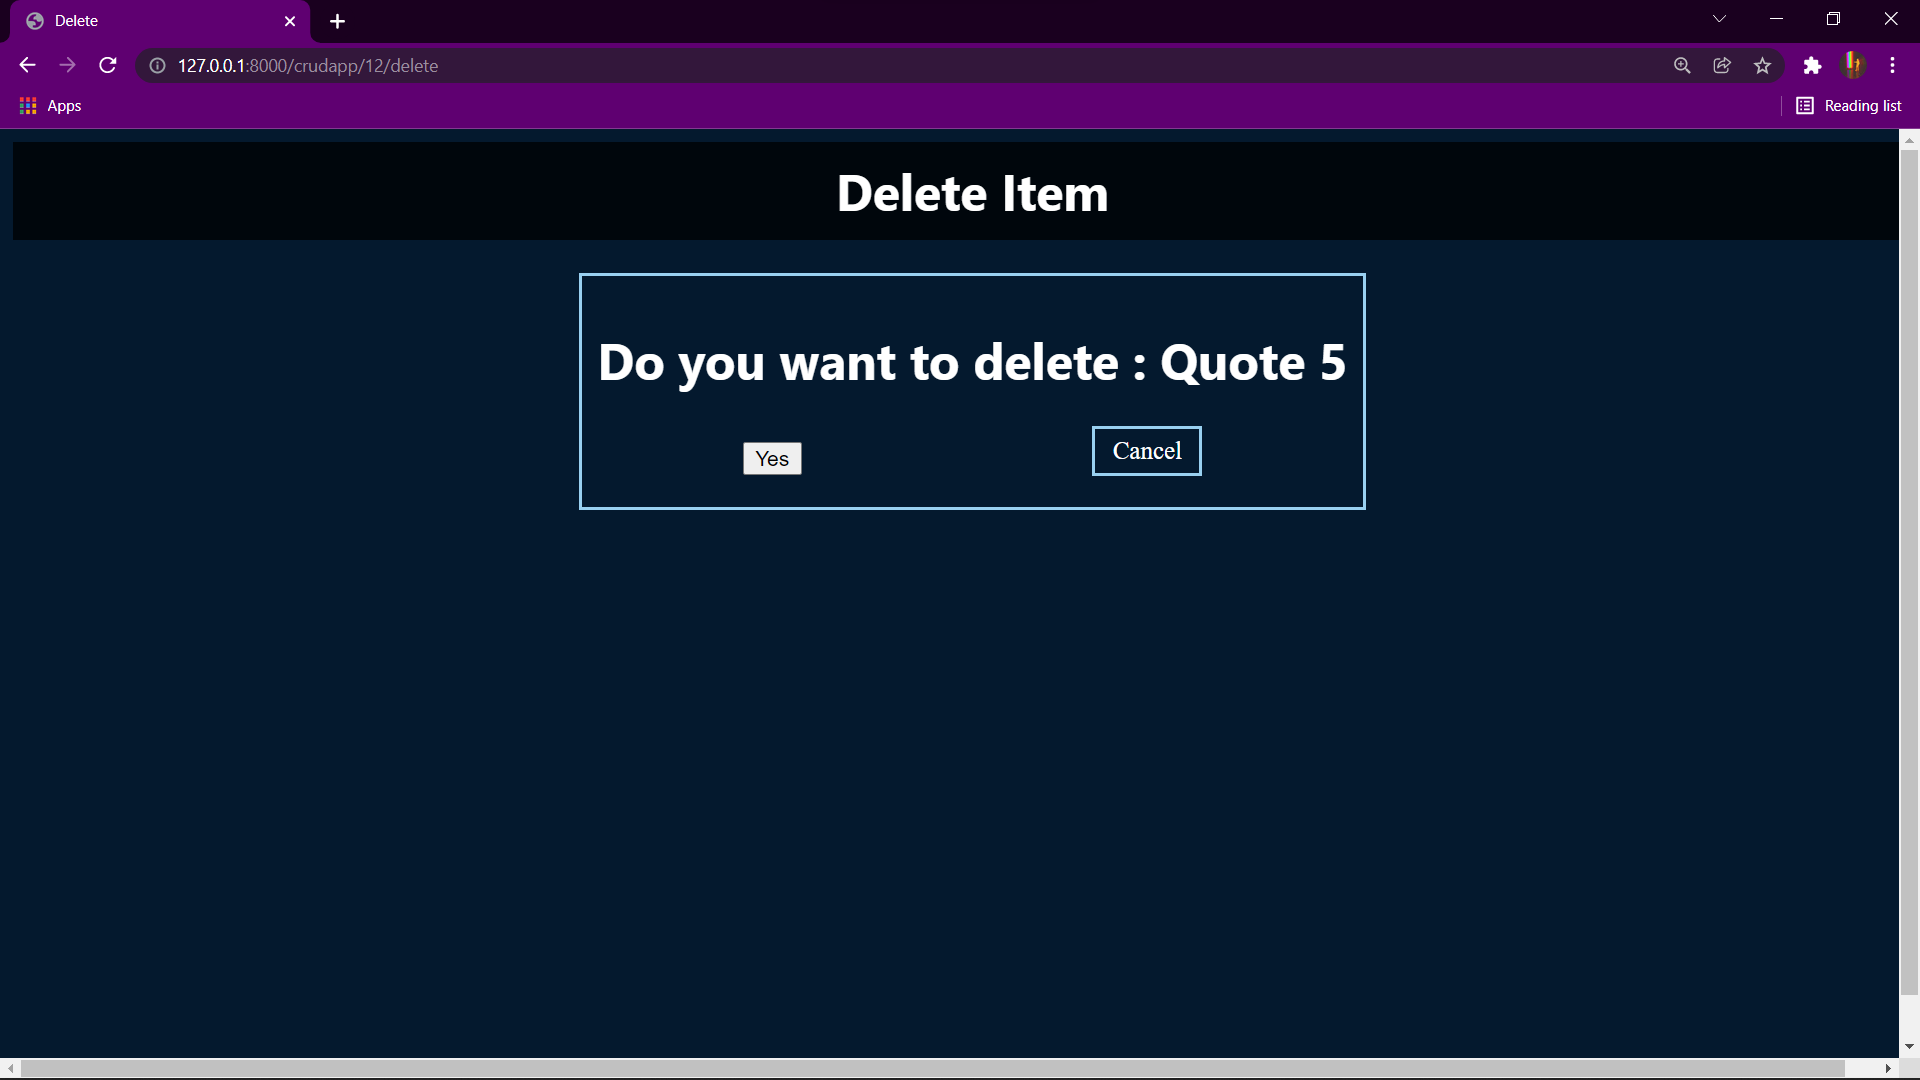 Delete
127.0.0.1:8000/crudapp/12/delete
Apps
Reading list
Delete Item
Do you want to delete : Quote 5
Yes
Cancel